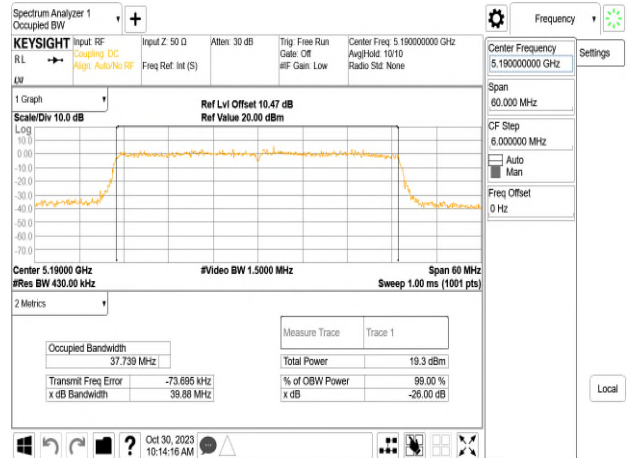 Spectrum Analyzer 1
Occupied BW
+
Frequency
KEYSIGHT
Input: RF
Coupling: DC
Align: Auto/No RF
Input Z: 50 Ω
Freq Ref: Int (S)
Atten: 30 dB
Trig: Free Run
Gate: Off
#IF Gain: Low
Center Freq: 5.190000000 GHz
Avg|Hold: 10/10
Radio Std: None
RL
LXI
Center Frequency
5.190000000 GHz
Settings
Span
60.000 MHz
CF Step
6.000000 MHz
Auto
Man
Freq Offset
0 Hz
Local
1 Graph
Scale/Div 10.0 dB
Ref Lvl Offset 10.47 dB
Ref Value 20.00 dBm
Log
10.0
0.00
-10.0
-20.0
-30.0
-40.0
-50.0
-60.0
-70.0
Center 5.19000 GHz
#Video BW 1.5000 MHz
Span 60 MHz
#Res BW 430.00 kHz
Sweep 1.00 ms (1001 pts)
2 Metrics
Measure Trace Trace 1
Occupied Bandwidth
37.739 MHz
Total Power 19.3 dBm
Transmit Freq Error -73.695 kHz
% of OBW Power 99.00 %
x dB Bandwidth 39.88 MHz
x dB -26.00 dB
?
Oct 30, 2023
10:14:16 AM